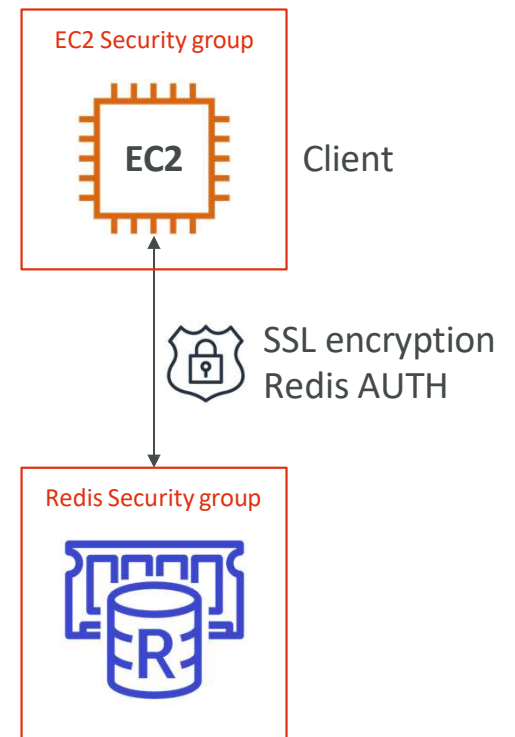 EC2 Security group
EC2
Client
SSL encryption
Redis AUTH
Redis Security group
R